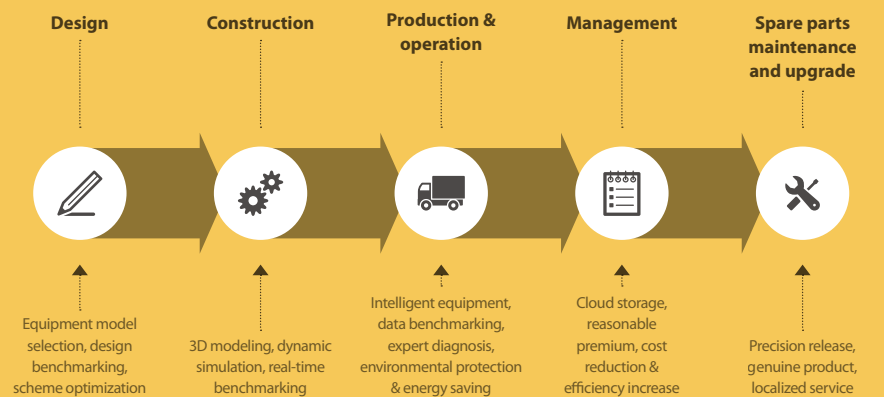 Design
Construction
Production &
operation
Management
Spare parts
maintenance
and upgrade
Equipment model
selection, design
benchmarking,
scheme optimization
3D modeling, dynamic
simulation, real-time
benchmarking
Intelligent equipment,
data benchmarking,
expert diagnosis,
environmental protection
& energy saving
Cloud storage,
reasonable
premium, cost
reduction &
efficiency increase
Precision release,
genuine product,
localized service